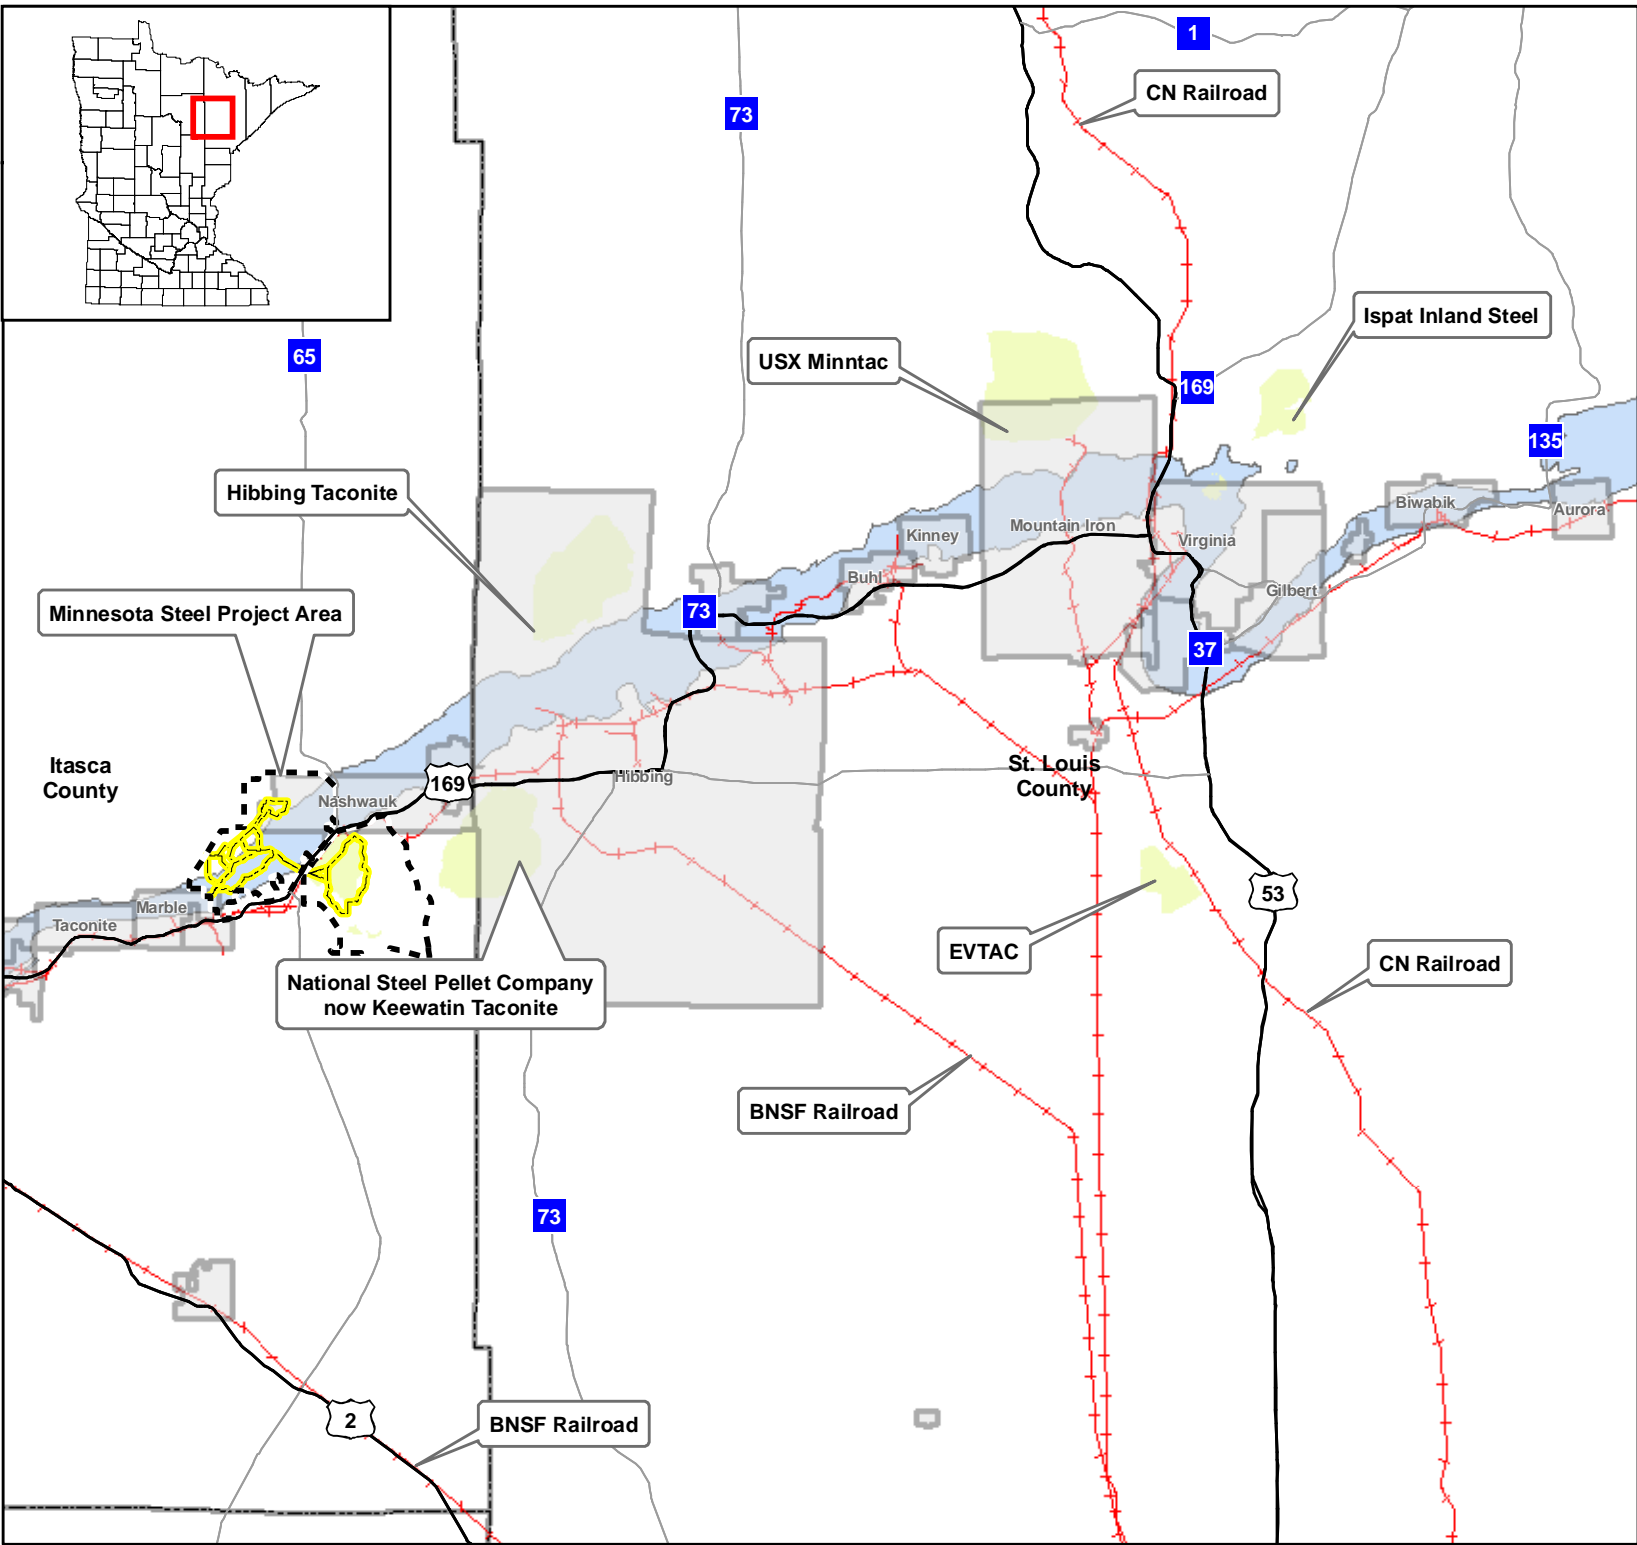 1
CN Railroad
73
Ispat Inland Steel
65
USX Minntac
169
135
Hibbing Taconite
Biwabik
Aurora
Kinney
Mountain Iron
Virginia
Buhl
Gilbert
Minnesota Steel Project Area
73
37
Itasca
County
St. Louis
County
169
Hibbing
Nashwauk
53
Marble
Taconite
EVTAC
CN Railroad
National Steel Pellet Company
now Keewatin Taconite
BNSF Railroad
73
2
BNSF Railroad